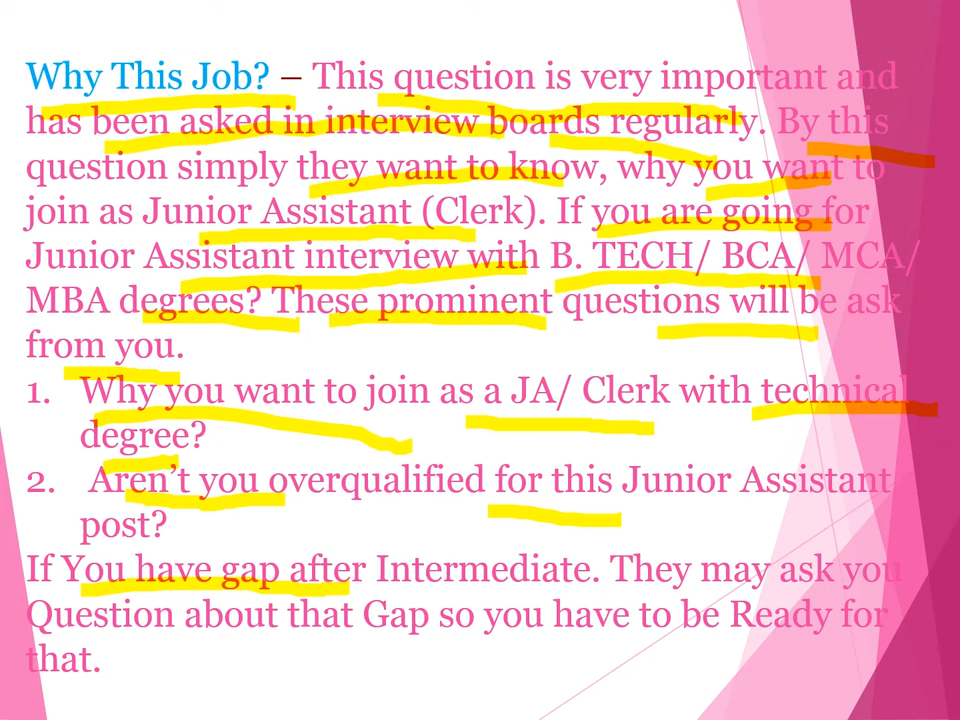 Why This Job? – This question is very important and
has been asked in interview boards regularly. By this
question simply they want to know, why you want to
join as Junior Assistant (Clerk). If you are going for
Junior Assistant interview with B. TECH/ BCA/ MCA/
MBA degrees? These prominent questions will be ask
from you.
1. Why you want to join as a JA/ Clerk with technical
degree?
2. Aren’t you overqualified for this Junior Assistant
post?
If You have gap after Intermediate. They may ask you
Question about that Gap so you have to be Ready for
that.